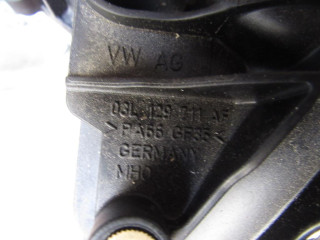 VW AG
03L 129 711 AF
>PA66 GF35<
GERMANY
MHO